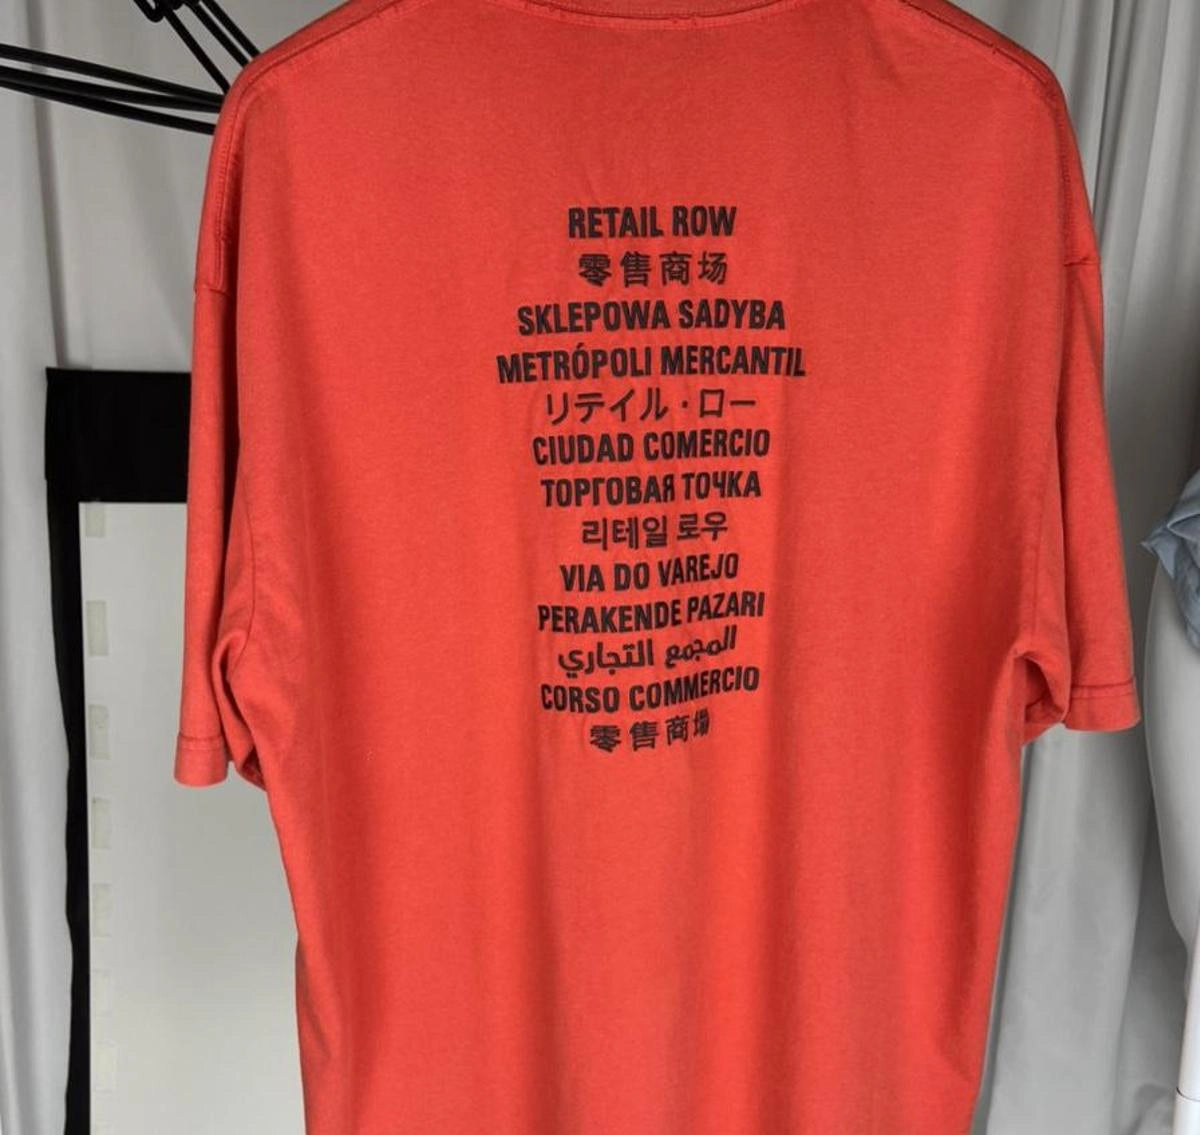 RETAIL ROW
零售商场
SKLEPOWA SADYBA
METRÓPOLI MERCANTIL
リテイル・ロー
CIUDAD COMERCIO
ТОРГОВАЯ ТОЧКА
리테일 로우
VIA DO VAREJO
PERAKENDE PAZARI
المجمع التجاري
CORSO COMMERCIO
零售商場